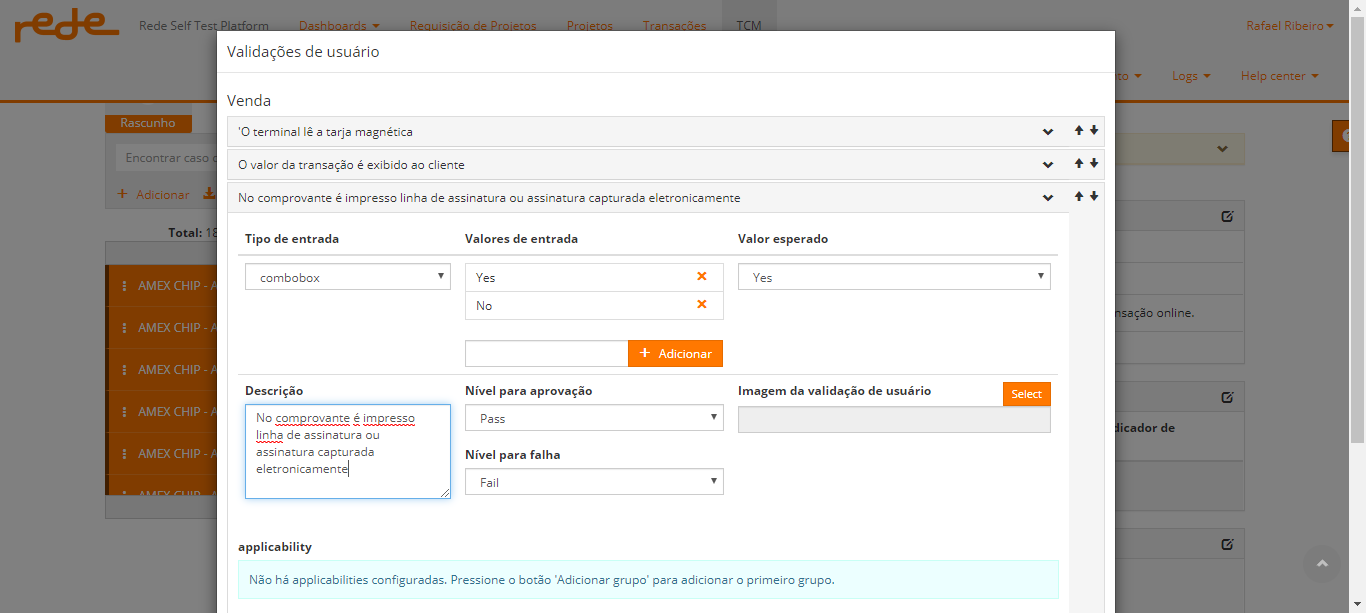 rede Rede Self Test Platform Dashboards Requisição de Projetos Projetos Transações TCM Rafael Ribeiro
Validações de usuário
Logs Help center
Venda
Rascunho
'O terminal lê a tarja magnética
Encontrar caso
O valor da transação é exibido ao cliente
+ Adicionar
No comprovante é impresso linha de assinatura ou assinatura capturada eletronicamente
Total: 18
Tipo de entrada Valores de entrada Valor esperado
combobox Yes Yes
No
AMEX CHIP - A
AMEX CHIP - A
AMEX CHIP - A
AMEX CHIP - A
AMEX CHIP - A
AMEX CHIP - A
nsação online.
+ Adicionar
Descrição Nível para aprovação Imagem da validação de usuário Select
No comprovante é impresso
linha de assinatura ou
assinatura capturada
eletronicamente
Pass
dicador de
Nível para falha
Fail
applicability
Não há applicabilities configuradas. Pressione o botão 'Adicionar grupo' para adicionar o primeiro grupo.